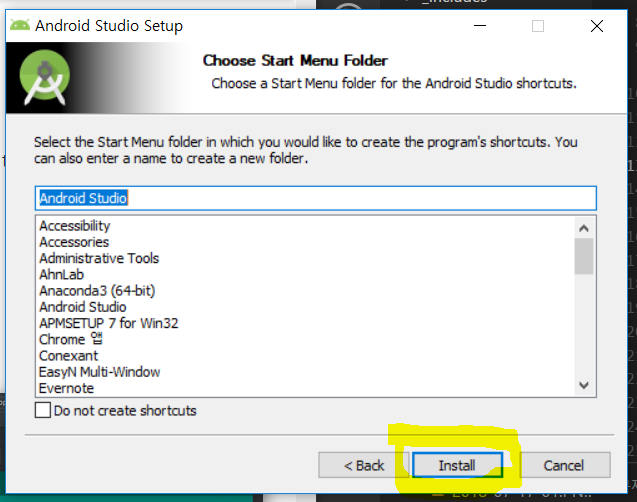 _includes
Android Studio Setup
Choose Start Menu Folder
Choose a Start Menu folder for the Android Studio shortcuts.
Select the Start Menu folder in which you would like to create the program's shortcuts. You
can also enter a name to create a new folder.
Android Studio
Accessibility
Accessories
Administrative Tools
AhnLab
Anaconda3 (64-bit)
Android Studio
APMSETUP 7 for Win32
Chrome 앱
Conexant
EasyN Multi-Window
Evernote
Do not create shortcuts
< Back
Install
Cancel